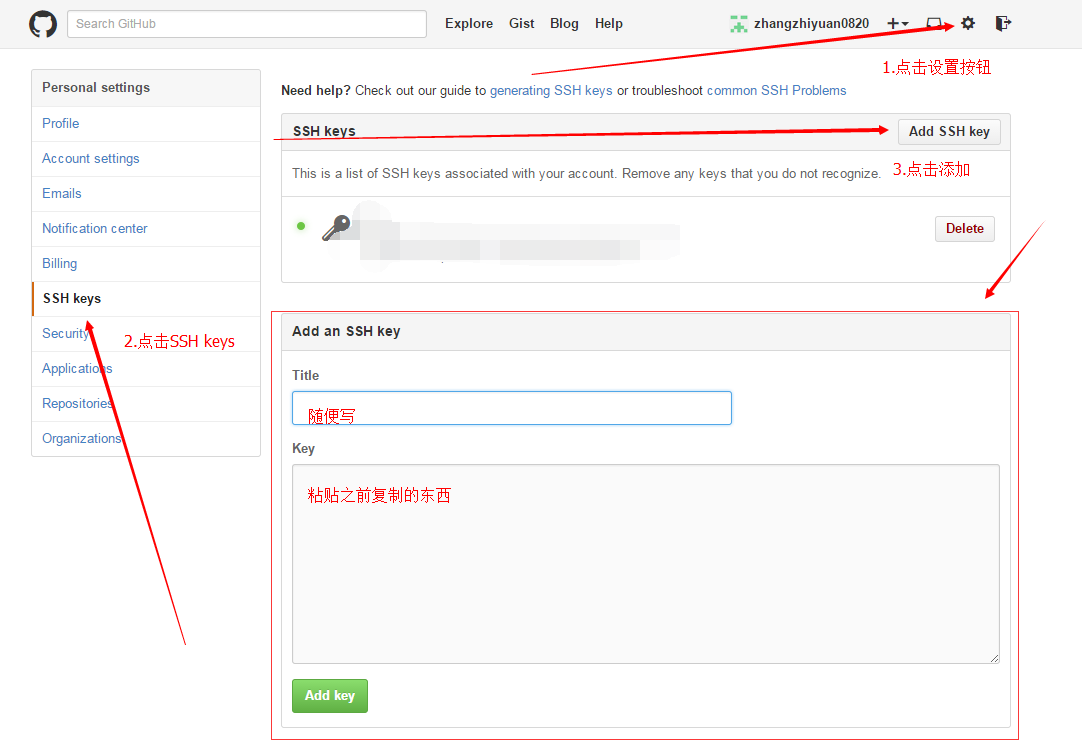 Search GitHub
Explore Gist Blog Help
zhangzhiyuan0820
1.点击设置按钮
Personal settings
Profile
Account settings
Emails
Notification center
Billing
SSH keys
Security
2.点击SSH keys
Applications
Repositories
Organizations
Need help? Check out our guide to generating SSH keys or troubleshoot common SSH Problems
SSH keys
Add SSH key
This is a list of SSH keys associated with your account. Remove any keys that you do not recognize.
3.点击添加
Delete
Add an SSH key
Title
随便写
Key
粘贴之前复制的东西
Add key